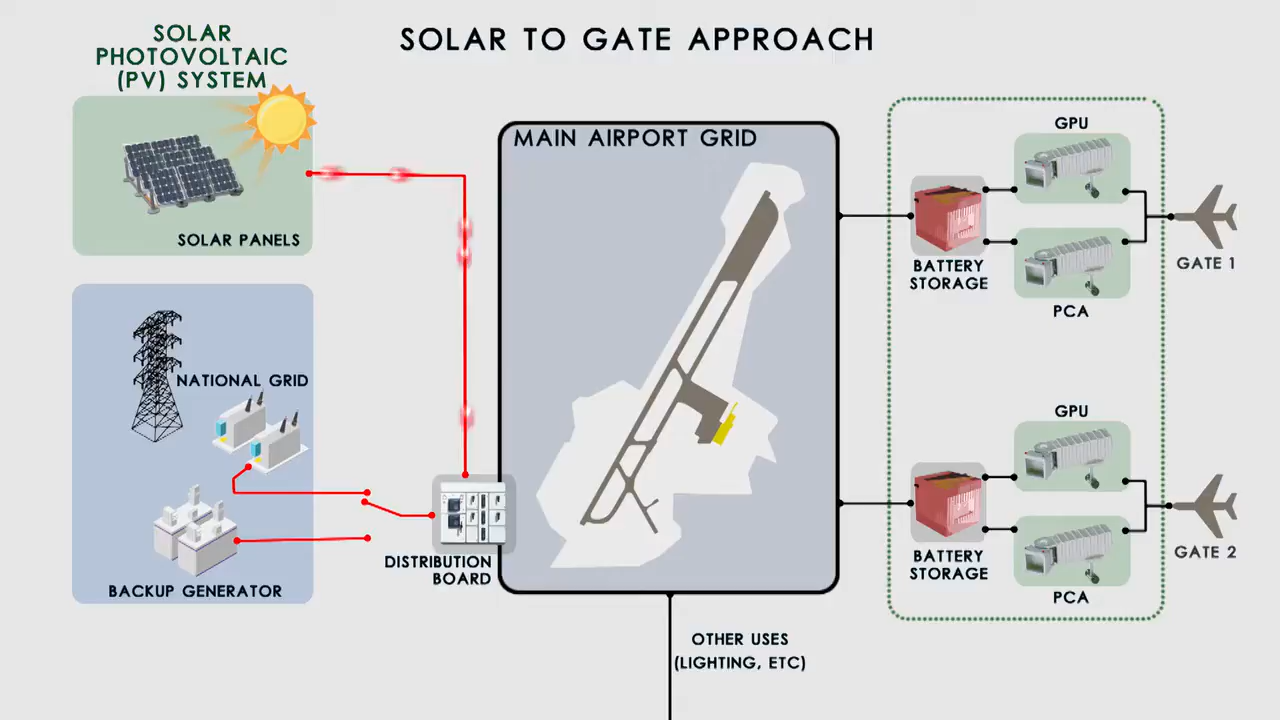 SOLAR
PHOTOVOLTAIC
(PV) SYSTEM
SOLAR TO GATE APPROACH
SOLAR PANELS
NATIONAL GRID
BACKUP GENERATOR
DISTRIBUTION
BOARD
MAIN AIRPORT GRID
OTHER USES
(LIGHTING, ETC)
GPU
BATTERY
STORAGE
PCA
GATE 1
GPU
BATTERY
STORAGE
PCA
GATE 2